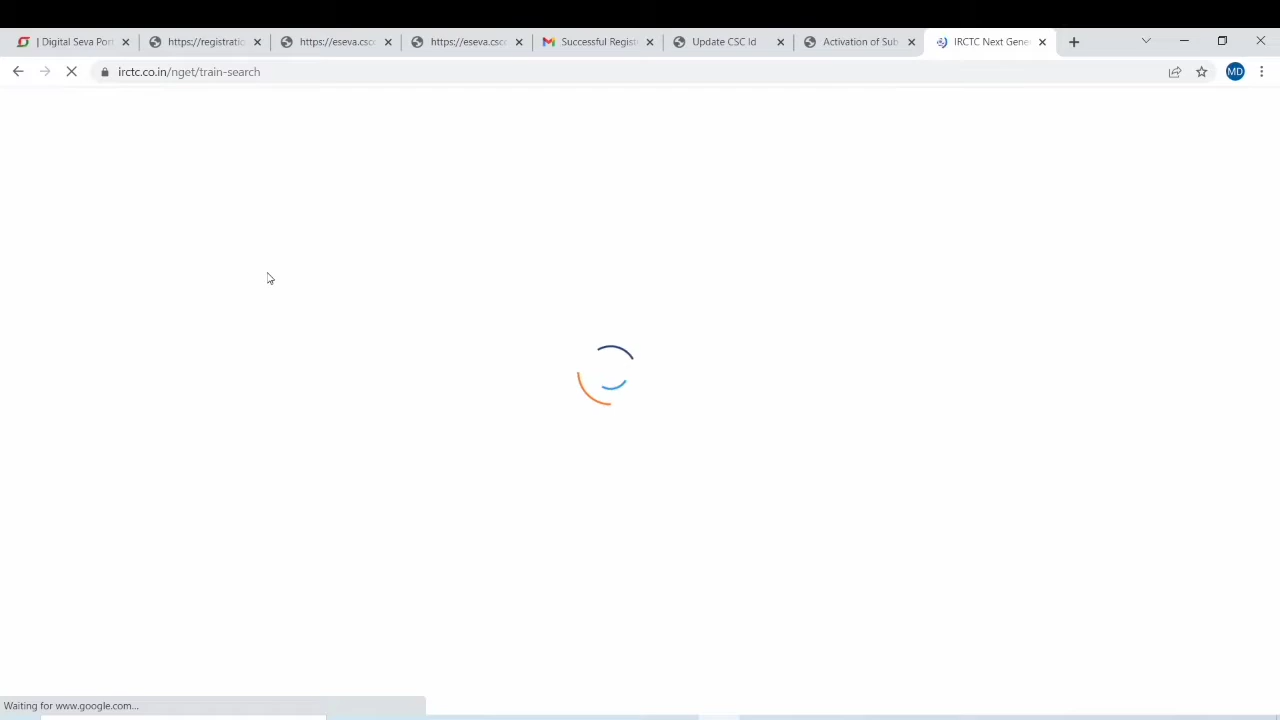 | Digital Seva Port
https://registratio
https://eseva.csc
https://eseva.csc
Successful Regist
Update CSC Id
Activation of Sub
IRCTC Next Gene
irctc.co.in/nget/train-search
MD
Waiting for www.google.com...